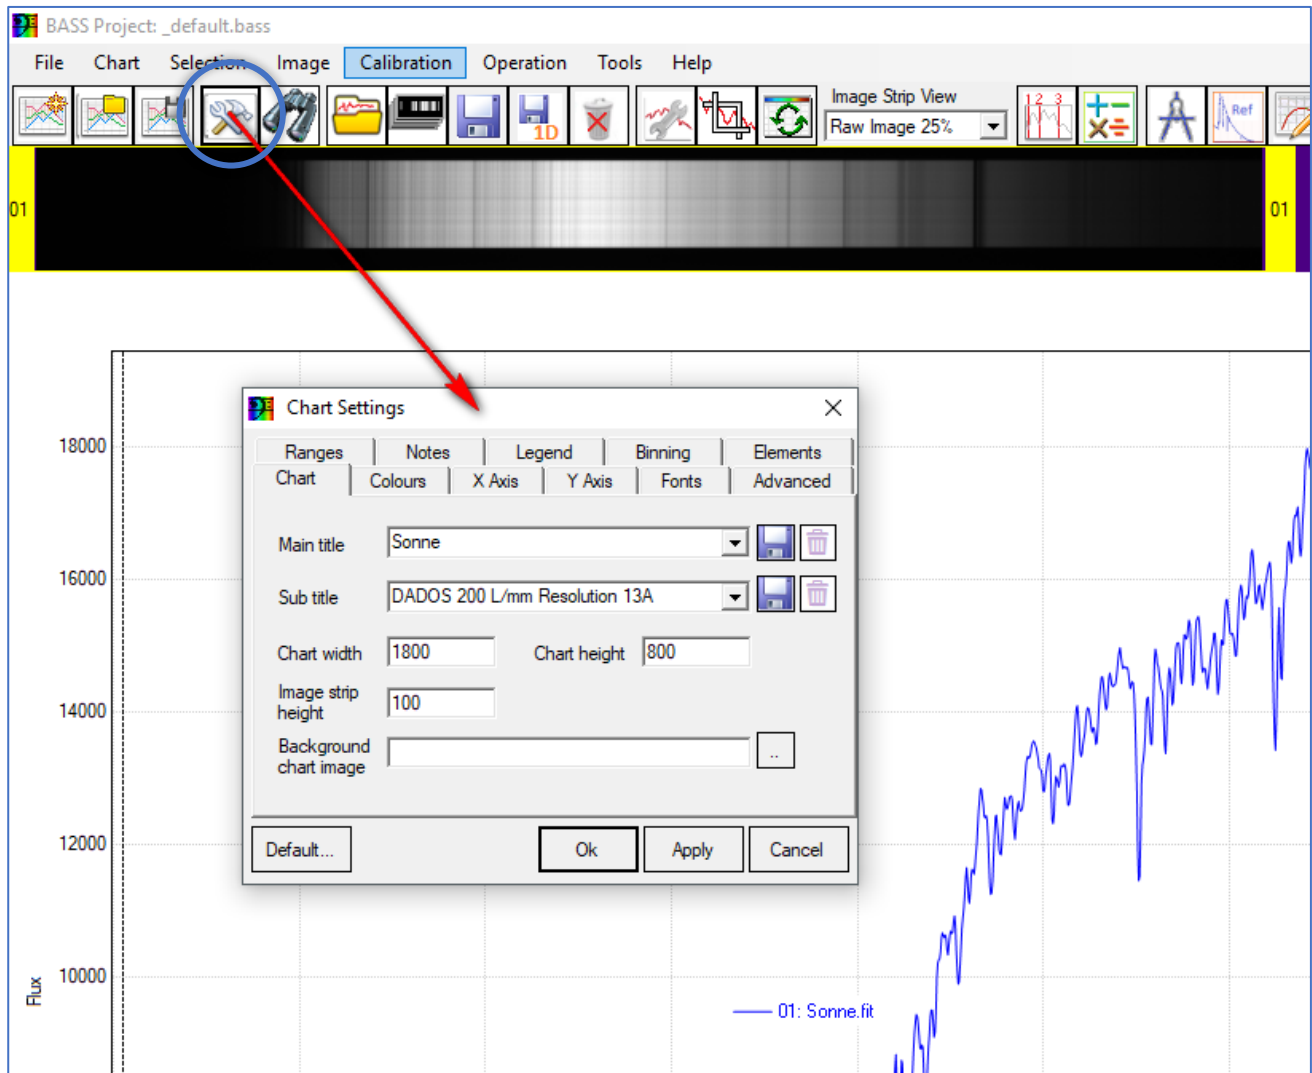 BASS Project: _default.bass
File Chart Selection Image Calibration Operation Tools Help
Image Strip View
Raw Image 25%
1D
1 2 3
Ref
01
01
Chart Settings
Ranges Notes Legend Binning Elements
Chart Colours X Axis Y Axis Fonts Advanced
Main title Sonne
Sub title DADOS 200 L/mm Resolution 13A
Chart width 1800 Chart height 800
Image strip
height
100
Background
chart image
..
Default... Ok Apply Cancel
18000
16000
14000
12000
10000
Flux
01: Sonne.fit